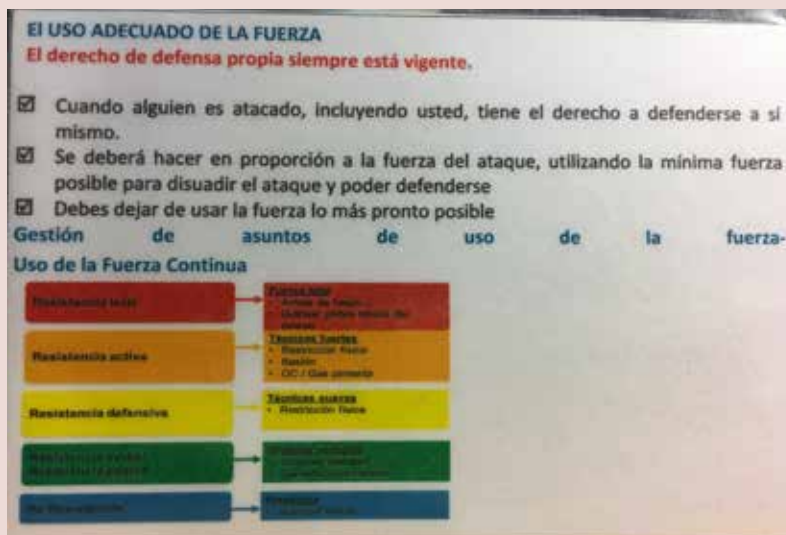 El USO ADECUADO DE LA FUERZA
El derecho de defensa propia siempre está vigente.
Cuando alguien es atacado, incluyendo usted, tiene el derecho a defenderse a sí
mismo.
Se deberá hacer en proporción a la fuerza del ataque, utilizando la mínima fuerza
posible para disuadir el ataque y poder defenderse
Debes dejar de usar la fuerza lo más pronto posible
Gestión de asuntos de uso de la fuerza-
Uso de la Fuerza Continua
Resistencia letal
Fuerza letal
Resistencia activa
Técnicas fuertes
Restricción física
Bastón
OC / Gas pimienta
Resistencia defensiva
Técnicas suaves
Restricción física